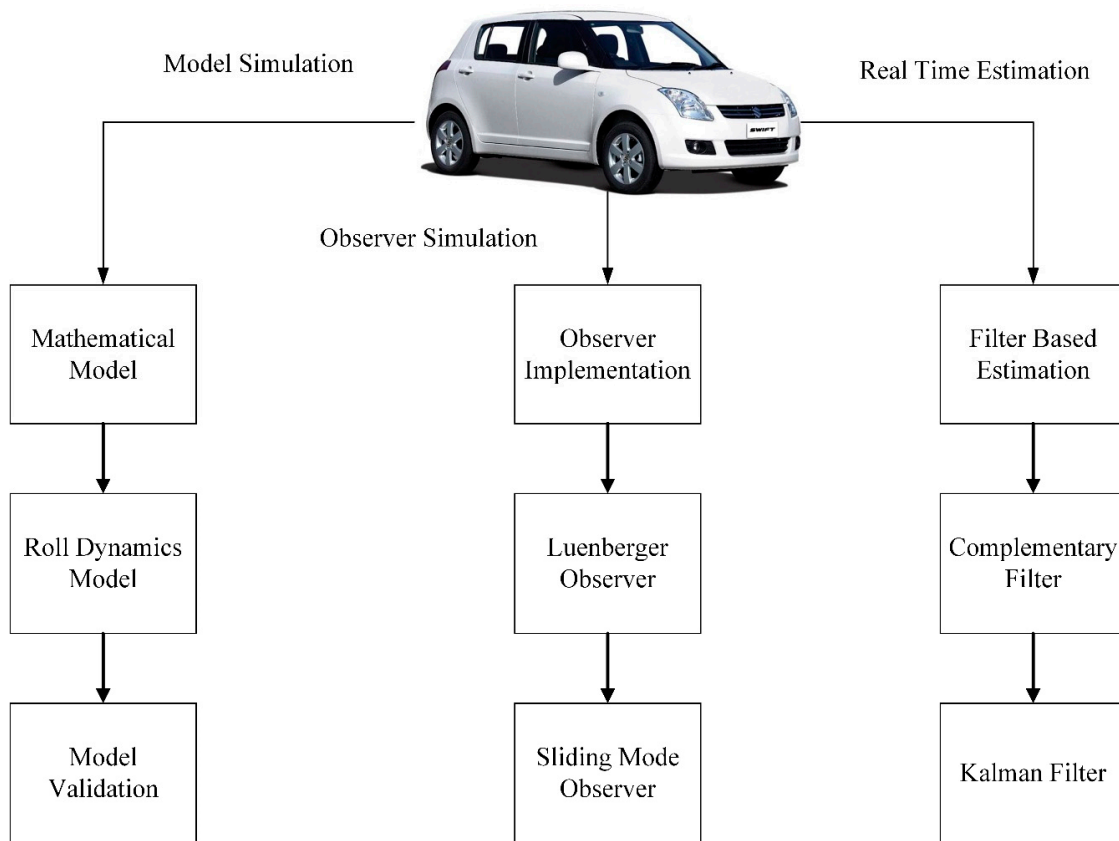 Model Simulation
Real Time Estimation
SWIFT
Observer Simulation
Mathematical
Model
Observer
Implementation
Filter Based
Estimation
Roll Dynamics
Model
Luenberger
Observer
Complementary
Filter
Model
Validation
Sliding Mode
Observer
Kalman Filter